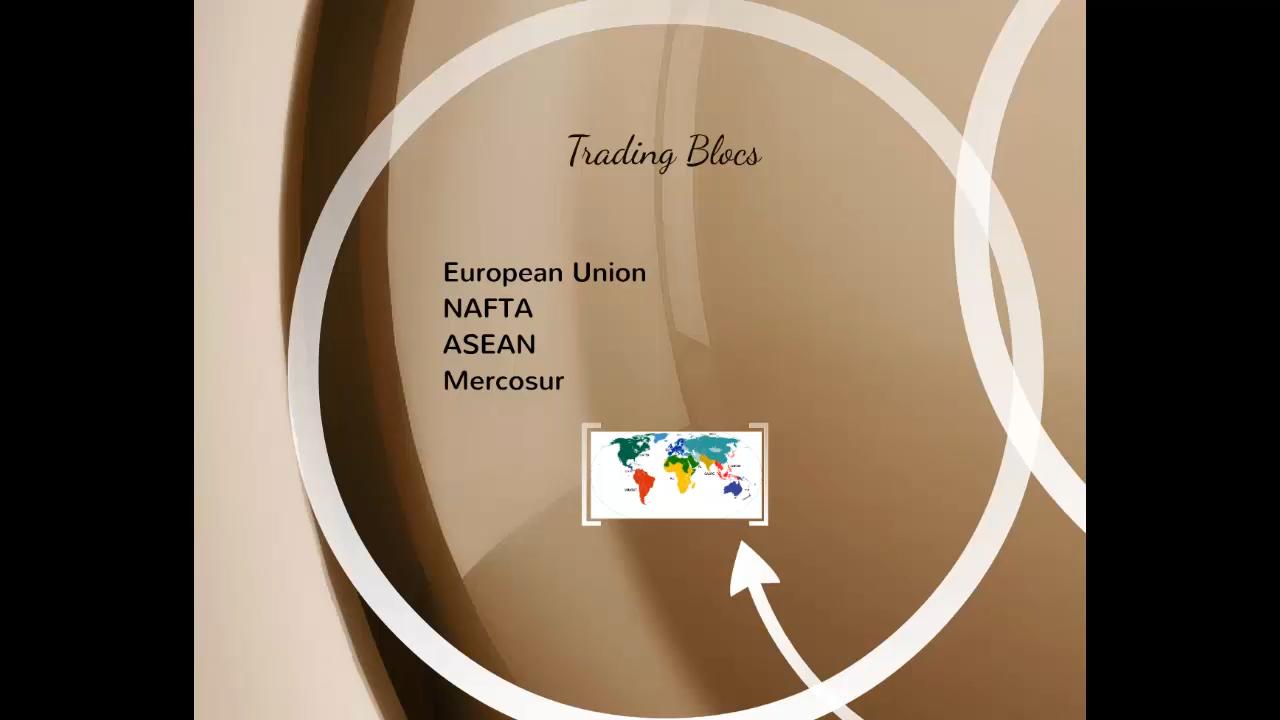 Trading Blocs
European Union
NAFTA
ASEAN
Mercosur